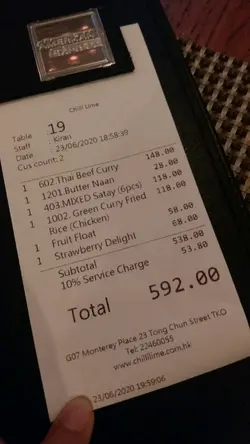 AMERICAN
EXPRESS
Chili Lime
Table : 19
Staff : Kiran
Date : 23/06/2020 18:58:39
Cus count: 2
1 602 Thai Beef Curry 148.00
1 1201.Butter Naan 28.00
1 403.MIXED Satay (6pcs) 118.00
1 1002. Green Curry Fried 118.00
Rice (Chicken)
1 Fruit Float 58.00
1 Strawberry Delight 68.00
Subtotal 538.00
10% Service Charge 53.80
Total 592.00
G07 Monterey Place 23 Tong Chun Street TKO
Tel: 22460055
www.chillilime.com.hk
23/06/2020 19:59:06